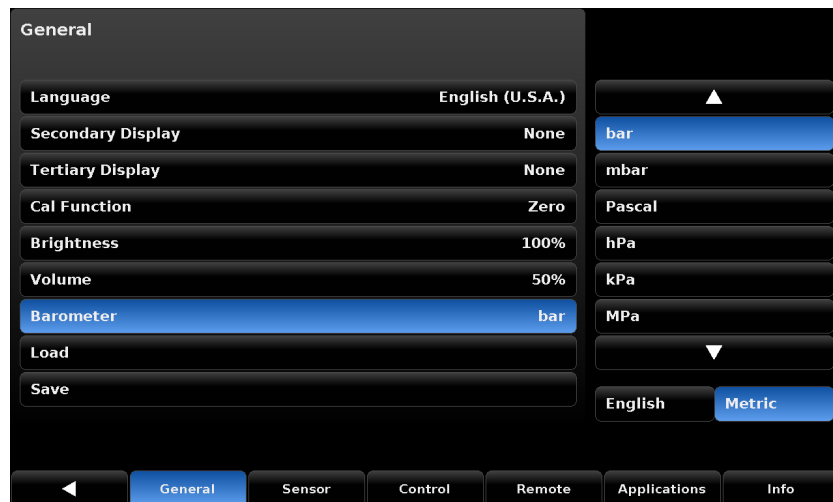 General
Language English (U.S.A.)
Secondary Display None
Tertiary Display None
Cal Function Zero
Brightness 100%
Volume 50%
Barometer bar
Load
Save
bar
mbar
Pascal
hPa
kPa
MPa
English Metric
General Sensor Control Remote Applications Info